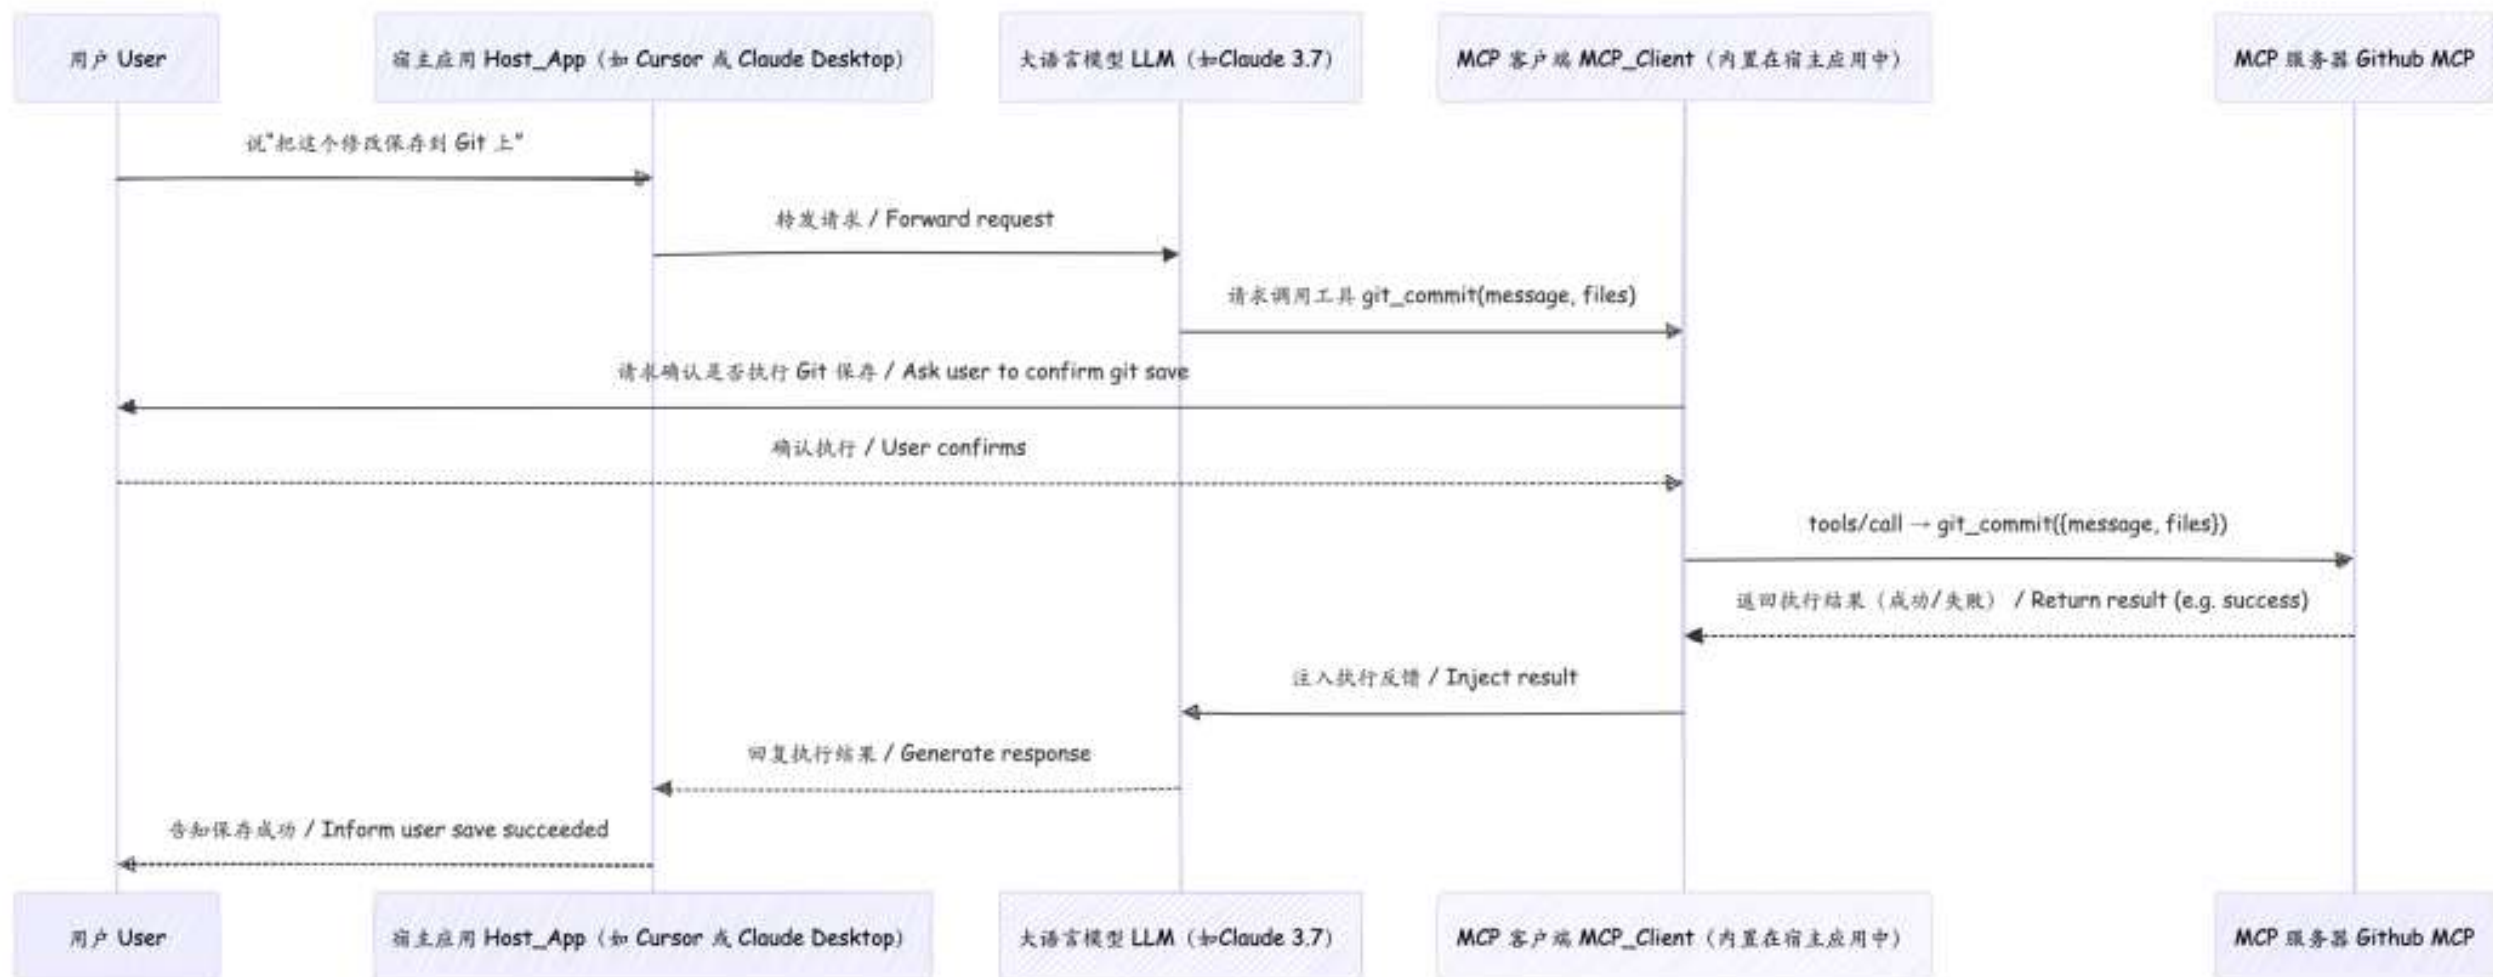 用户 User
宿主应用 Host_App（如 Cursor 或 Claude Desktop）
大语言模型 LLM（如Claude 3.7）
MCP 客户端 MCP_Client（内置在宿主应用中）
MCP 服务器 Github MCP
说“把这个修改保存到 Git 上”
转发请求 / Forward request
请求调用工具 git_commit(message, files)
请求确认是否执行 Git 保存 / Ask user to confirm git save
确认执行 / User confirms
tools/call → git_commit({message, files})
返回执行结果（成功/失败） / Return result (e.g. success)
注入执行反馈 / Inject result
回复执行结果 / Generate response
告知保存成功 / Inform user save succeeded
用户 User
宿主应用 Host_App（如 Cursor 或 Claude Desktop）
大语言模型 LLM（如Claude 3.7）
MCP 客户端 MCP_Client（内置在宿主应用中）
MCP 服务器 Github MCP